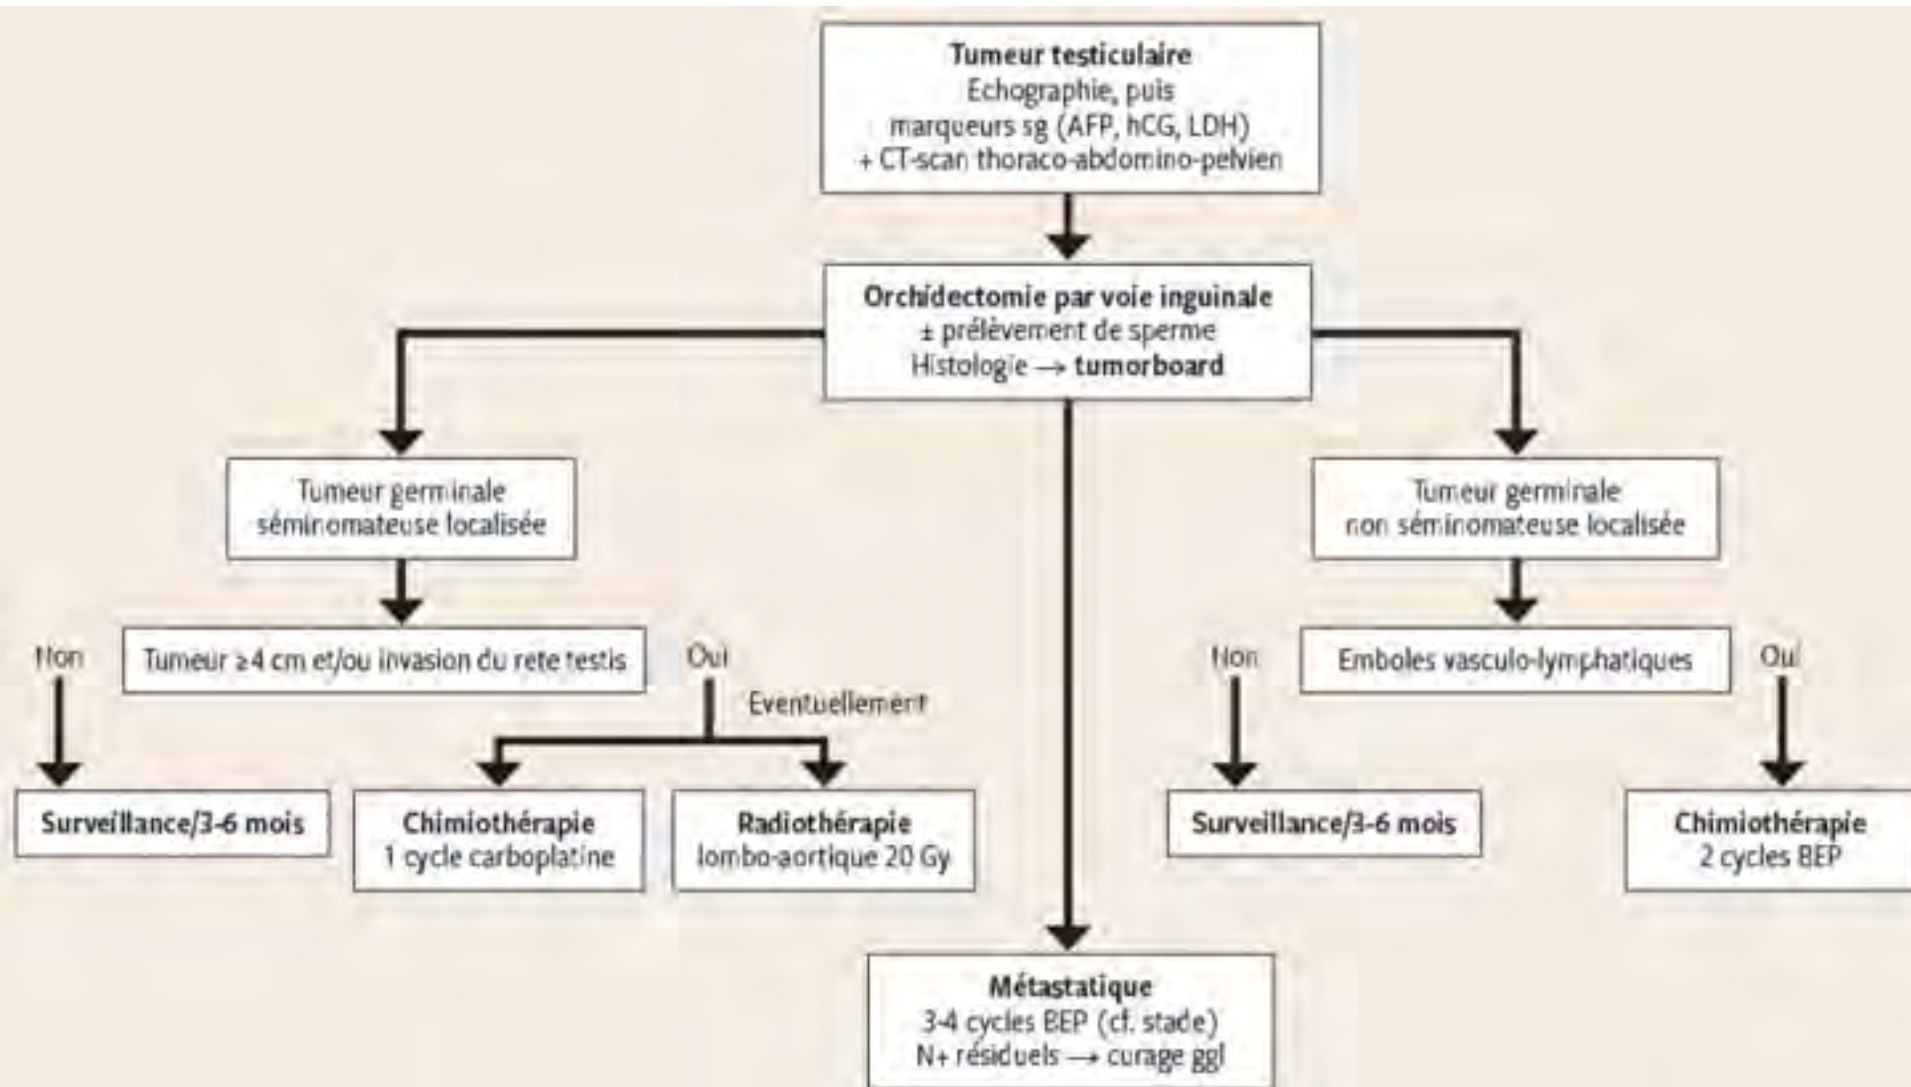 Tumeur testiculaire
Echographie, puis
marqueurs sg (AFP, hCG, LDH)
+ CT-scan thoraco-abdomino-pelvien
Orchidectomie par voie inguinale
± prélèvement de sperme
Histologie → tumorboard
Tumeur germinale
séminomateuse localisée
Tumeur germinale
non séminomateuse localisée
Non
Tumeur ≥4 cm et/ou invasion du rete testis
Oui
Eventuellement
Non
Emboles vasculo-lymphatiques
Oui
Surveillance/3-6 mois
Chimiothérapie
1 cycle carboplatine
Radiothérapie
lombo-aortique 20 Gy
Surveillance/3-6 mois
Chimiothérapie
2 cycles BEP
Métastatique
3-4 cycles BEP (cf. stade)
N+ résiduels → curage ggl